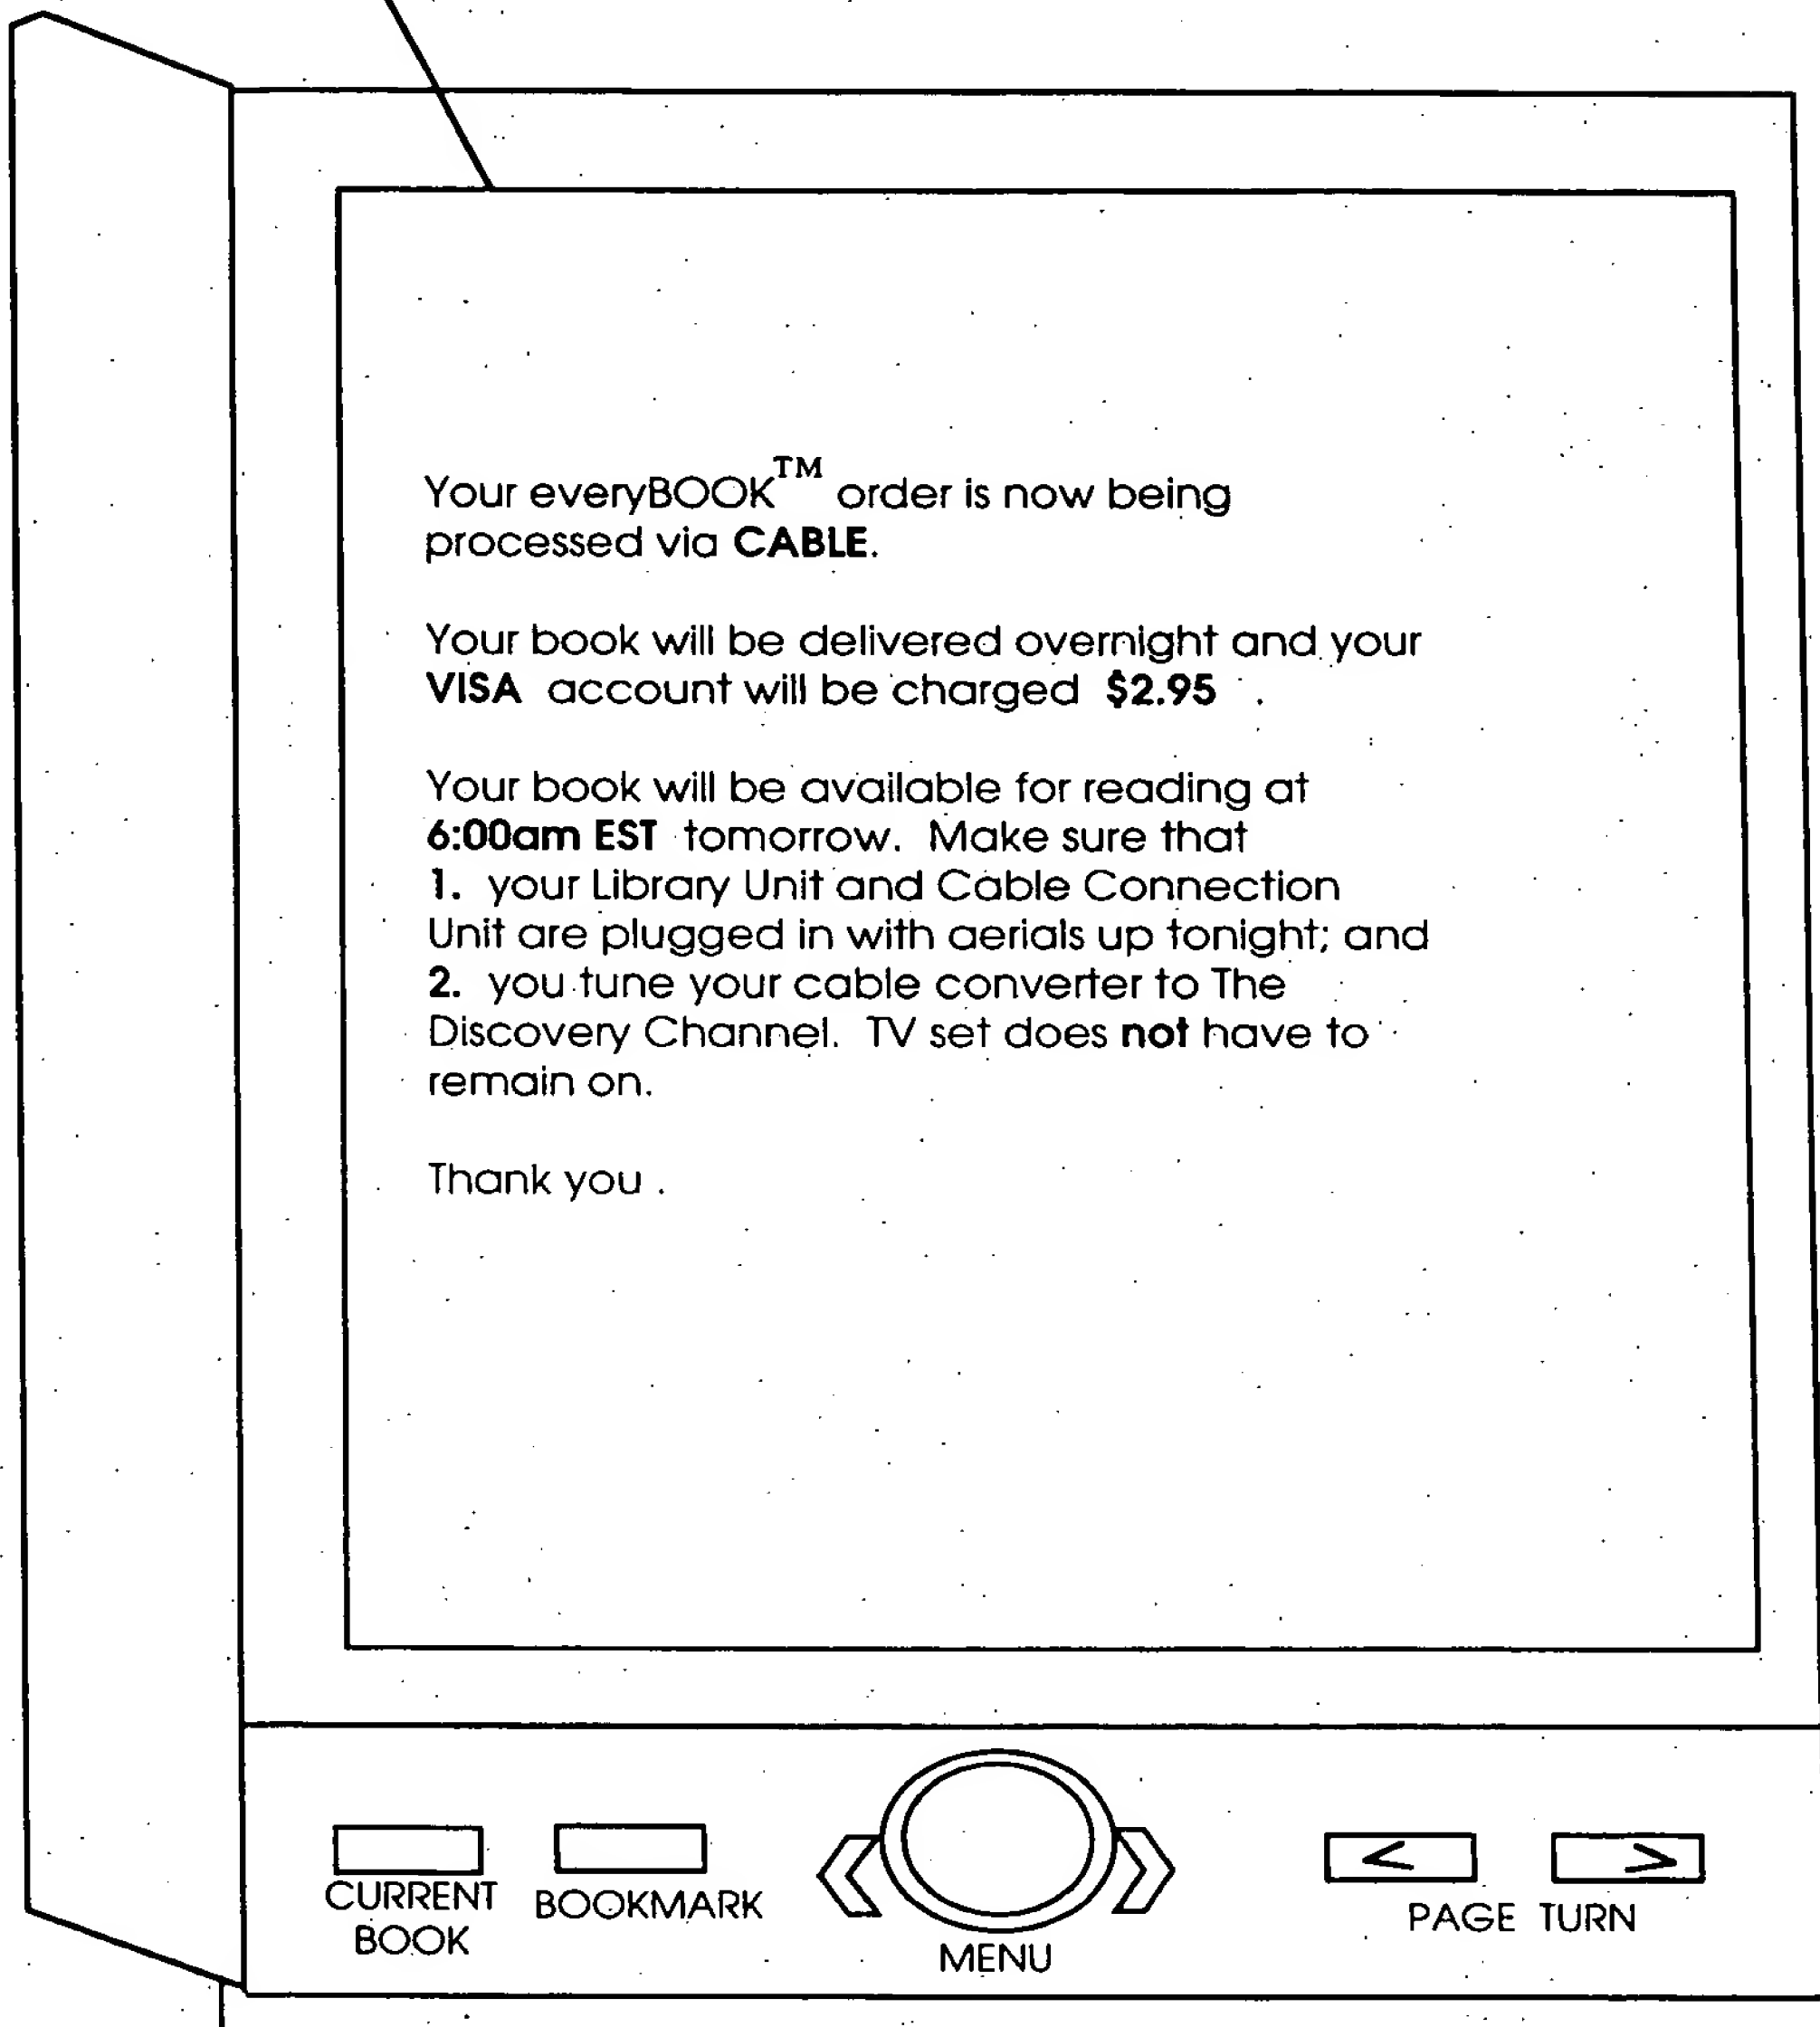 Your everyBOOK™ order is now being
processed via CABLE.
Your book will be delivered overnight and your
VISA account will be charged $2.95 .
Your book will be available for reading at
6:00am EST tomorrow. Make sure that
1. your Library Unit and Cable Connection
Unit are plugged in with aerials up tonight; and
2. you tune your cable converter to The
Discovery Channel. TV set does not have to
remain on.
Thank you .
CURRENT
BOOK
BOOKMARK
MENU
< >
PAGE TURN